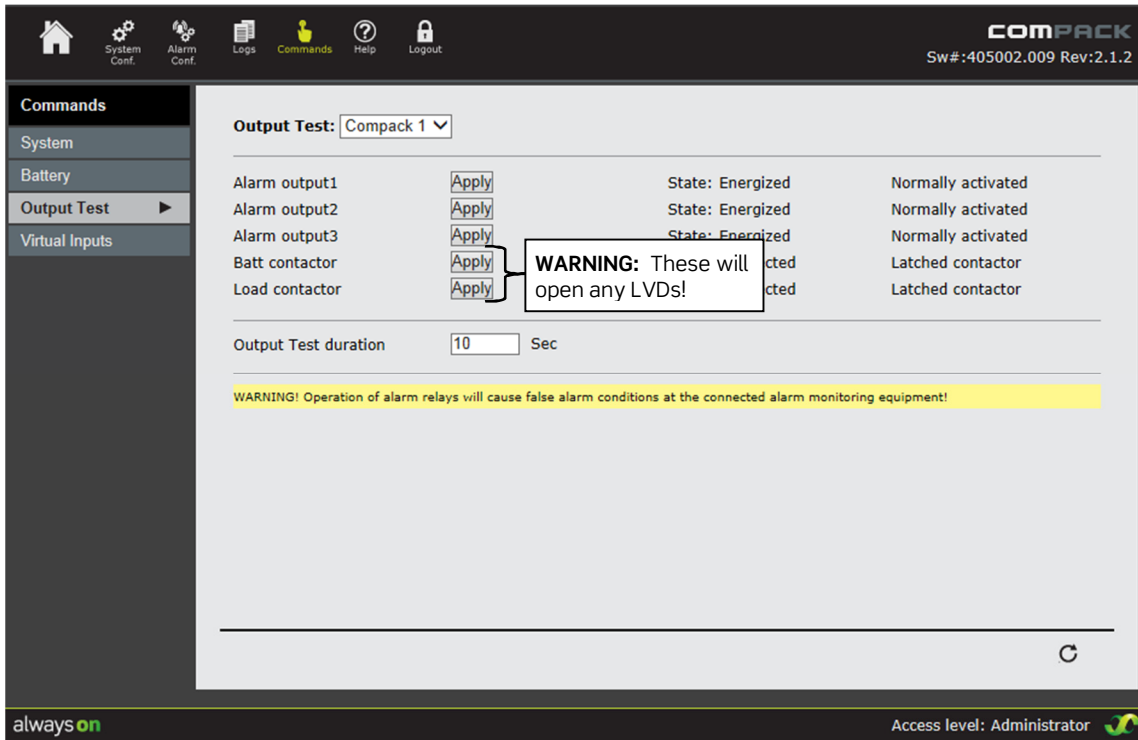 System Conf.
Alarm Conf.
Logs
Commands
Help
Logout
COMPACK
Sw#:405002.009 Rev:2.1.2
Commands
System
Battery
Output Test
Virtual Inputs
Output Test: Compack 1
Alarm output1 Apply State: Energized Normally activated
Alarm output2 Apply State: Energized Normally activated
Alarm output3 Apply State: Energized Normally activated
Batt contactor Apply cted Latched contactor
Load contactor Apply cted Latched contactor
WARNING: These will
open any LVDs!
Output Test duration 10 Sec
WARNING! Operation of alarm relays will cause false alarm conditions at the connected alarm monitoring equipment!
alwayson
Access level: Administrator